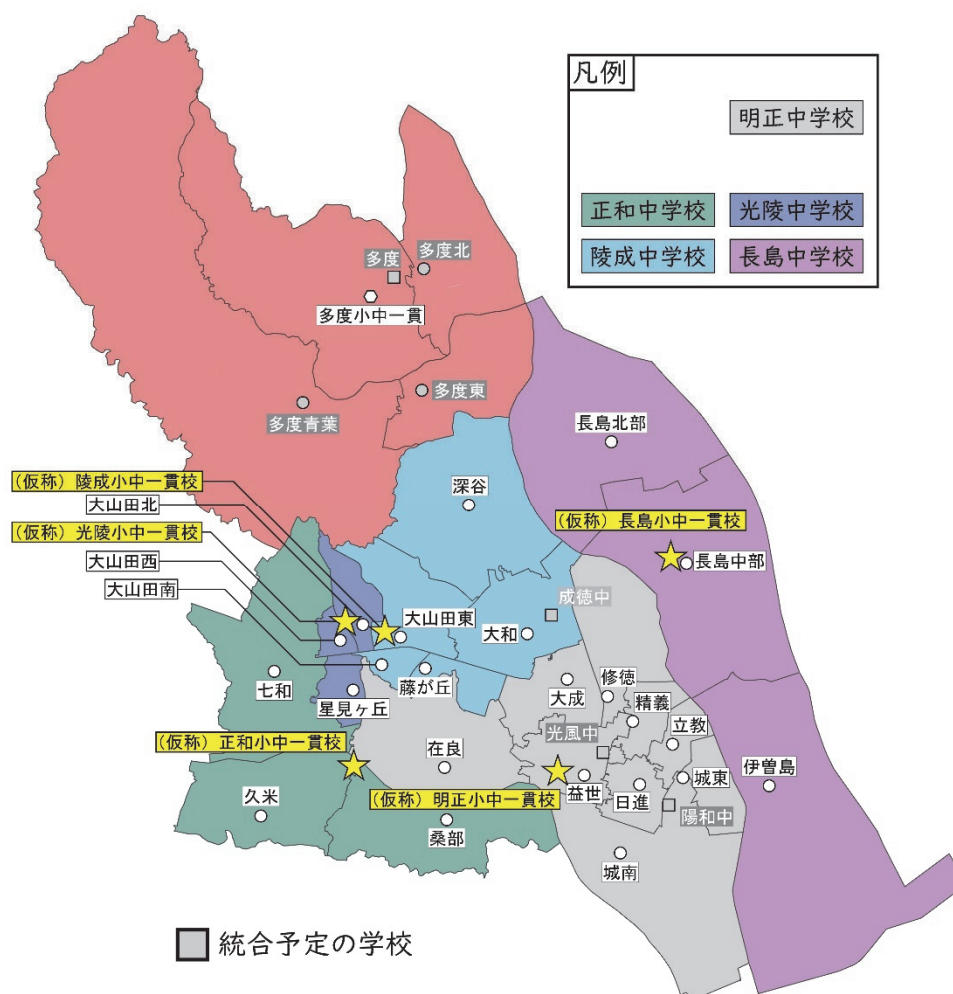 凡例
明正中学校
正和中学校
光陵中学校
陵成中学校
長島中学校
多度
多度北
多度小中一貫
多度東
多度青葉
長島北部
(仮称) 陵成小中一貫校
大山田北
(仮称) 光陵小中一貫校
大山田西
大山田南
深谷
(仮称) 長島小中一貫校
長島中部
成徳中
大山田東
大和
七和
星見ヶ丘
藤が丘
大成
修徳
精義
立教
光風中
(仮称) 正和小中一貫校
在良
益世
日進
城東
伊曽島
(仮称) 明正小中一貫校
陽和中
久米
桑部
城南
統合予定の学校